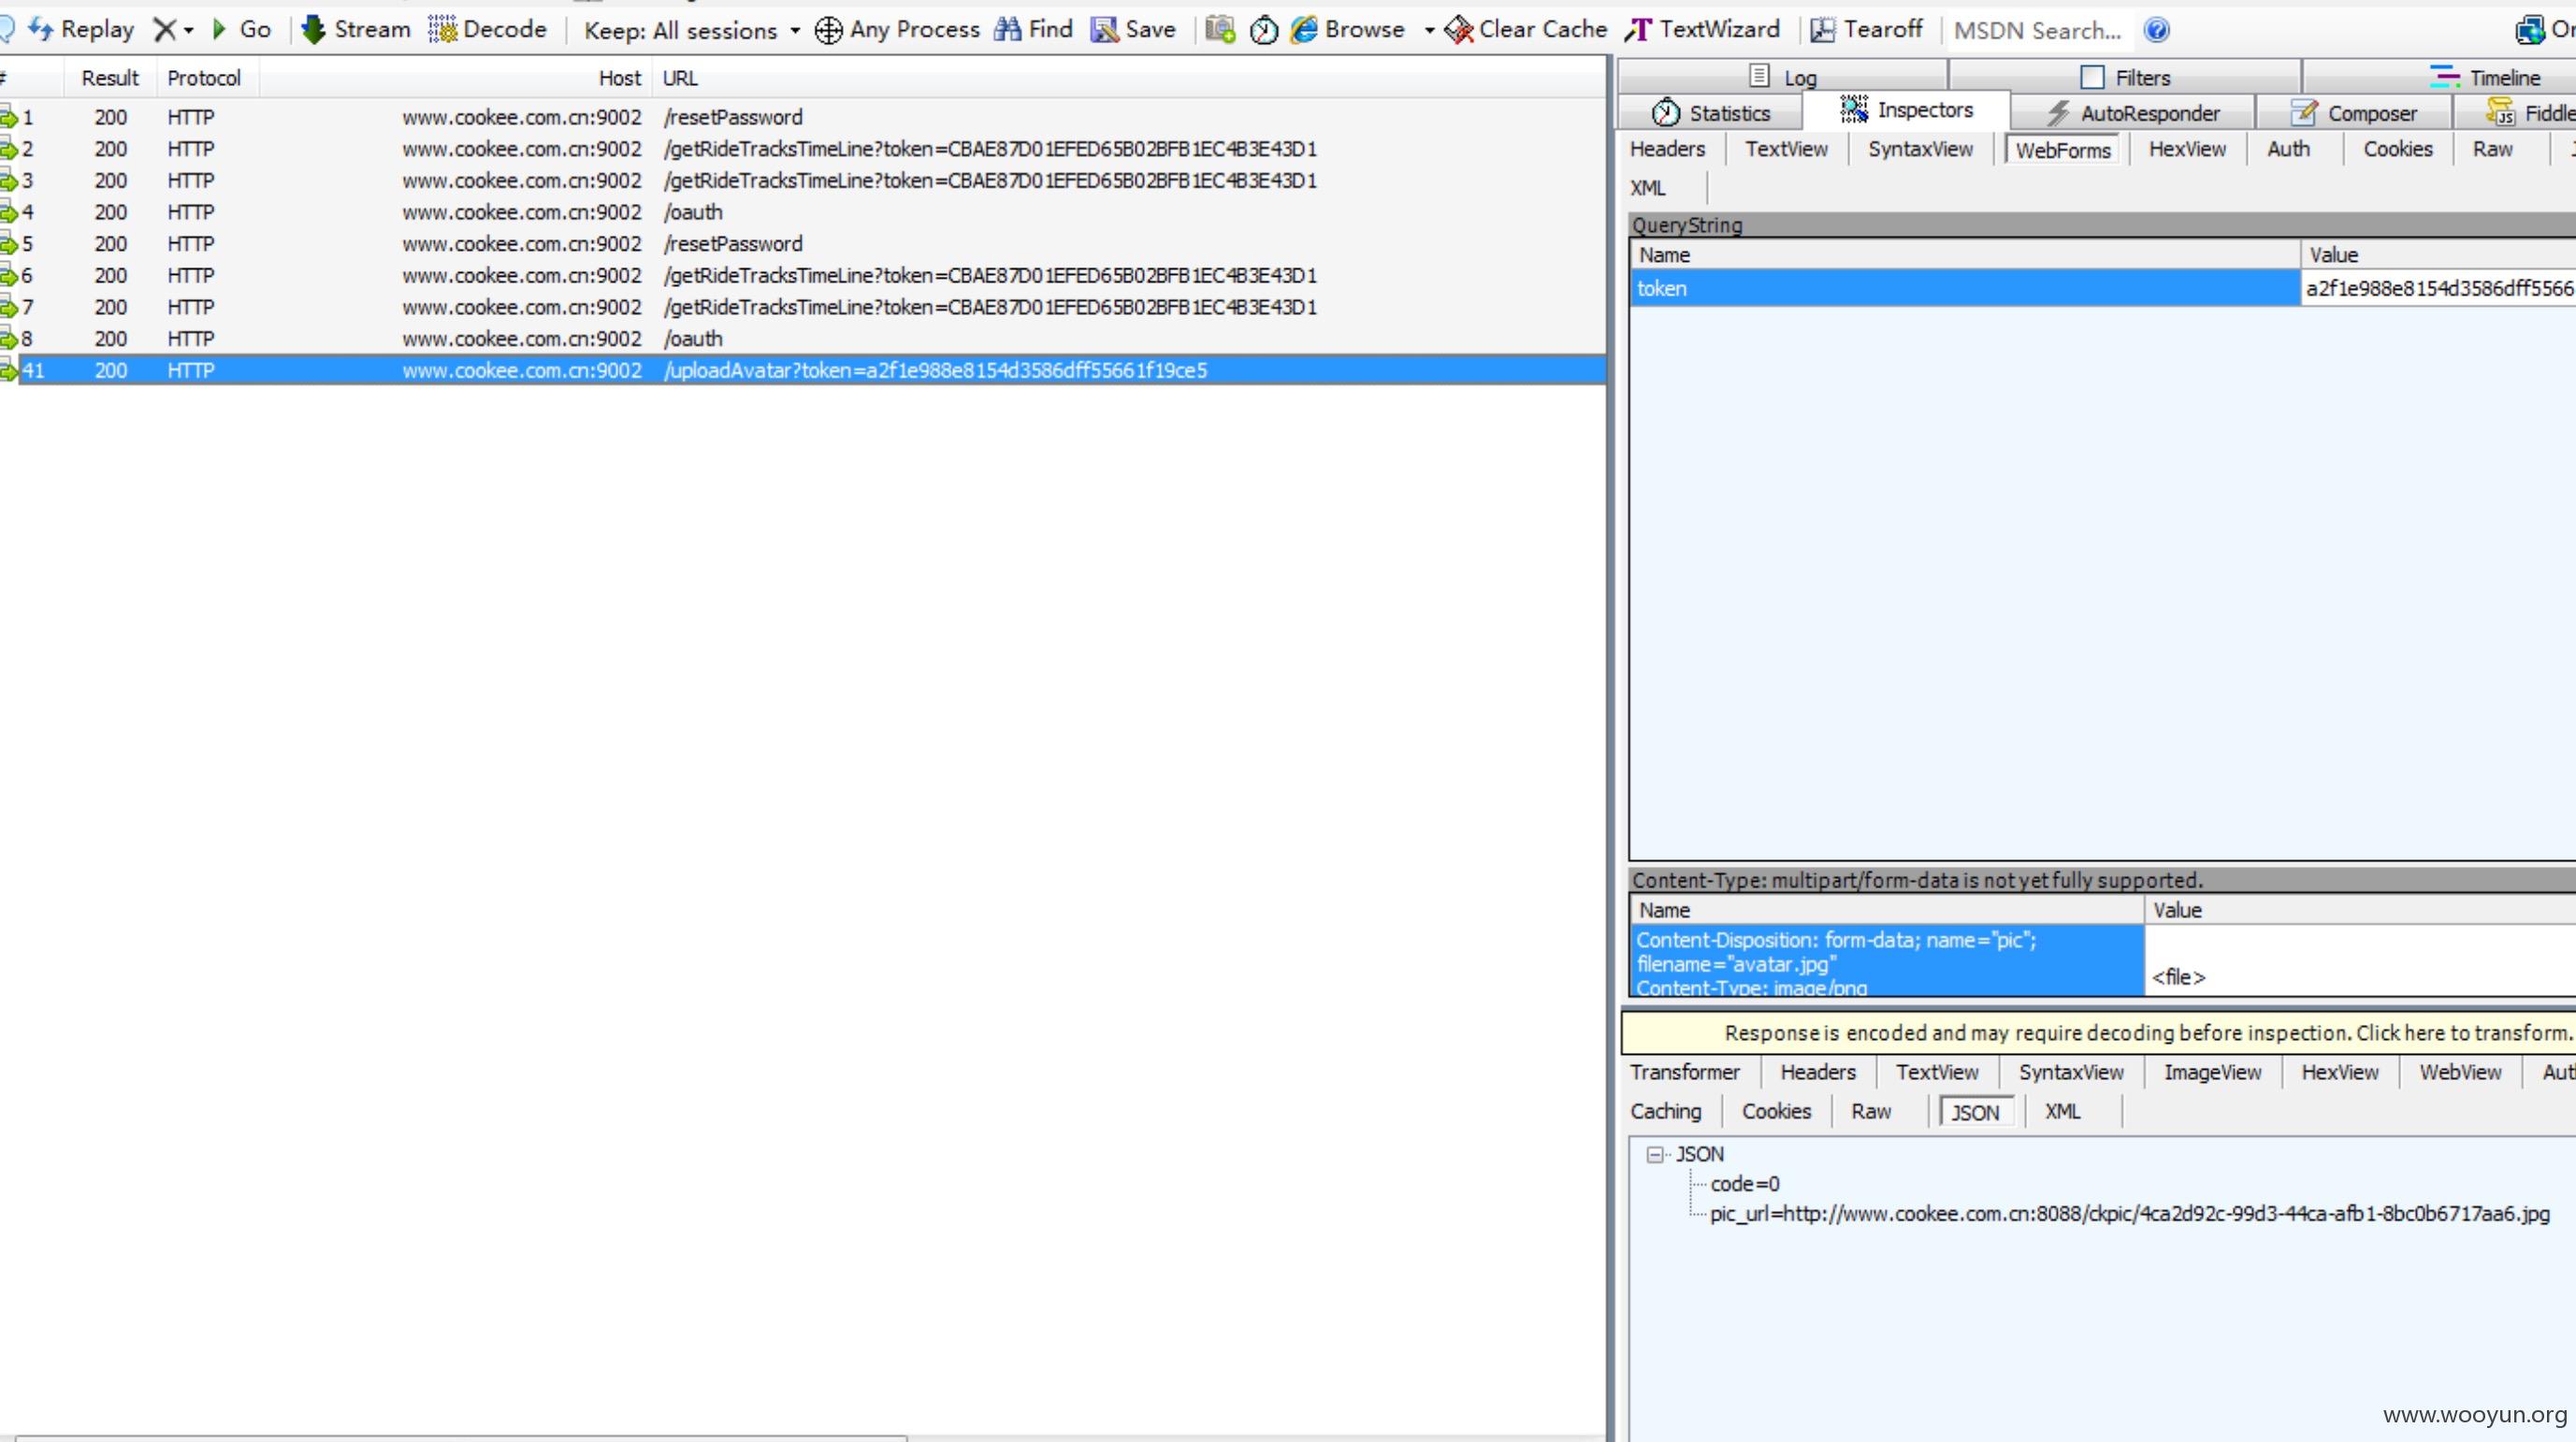 Replay Go Stream Decode Keep: All sessions Any Process Find Save Browse Clear Cache TextWizard Tearoff MSDN Search...
# Result Protocol Host URL
1 200 HTTP www.cookee.com.cn:9002 /resetPassword
2 200 HTTP www.cookee.com.cn:9002 /getRideTracksTimeLine?token=CBAE87D01EFED65B02BFB1EC4B3E43D1
3 200 HTTP www.cookee.com.cn:9002 /getRideTracksTimeLine?token=CBAE87D01EFED65B02BFB1EC4B3E43D1
4 200 HTTP www.cookee.com.cn:9002 /oauth
5 200 HTTP www.cookee.com.cn:9002 /resetPassword
6 200 HTTP www.cookee.com.cn:9002 /getRideTracksTimeLine?token=CBAE87D01EFED65B02BFB1EC4B3E43D1
7 200 HTTP www.cookee.com.cn:9002 /getRideTracksTimeLine?token=CBAE87D01EFED65B02BFB1EC4B3E43D1
8 200 HTTP www.cookee.com.cn:9002 /oauth
41 200 HTTP www.cookee.com.cn:9002 /uploadAvatar?token=a2f1e988e8154d3586dff55661f19ce5
Log Filters Timeline
Statistics Inspectors AutoResponder Composer Fiddle
Headers TextView SyntaxView WebForms HexView Auth Cookies Raw
XML
QueryString
Name Value
token a2f1e988e8154d3586dff5566
Content-Type: multipart/form-data is not yet fully supported.
Name Value
Content-Disposition: form-data; name="pic";
filename="avatar.jpg"
Content-Type: image/png
<file>
Response is encoded and may require decoding before inspection. Click here to transform.
Transformer Headers TextView SyntaxView ImageView HexView WebView Aut
Caching Cookies Raw JSON XML
JSON
code=0
pic_url=http://www.cookee.com.cn:8088/ckpic/4ca2d92c-99d3-44ca-afb1-8bc0b6717aa6.jpg
www.wooyun.org